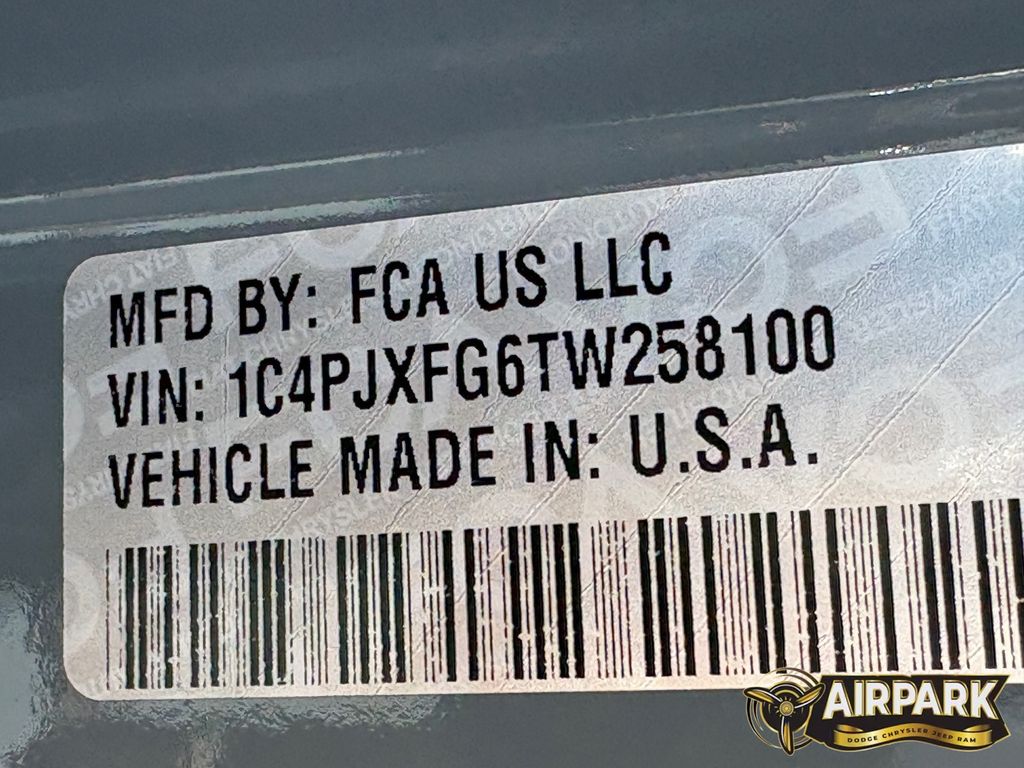 MFD BY: FCA US LLC
VIN: 1C4PJXFG6TW258100
VEHICLE MADE IN: U.S.A.
AIRPARK
DODGE CHRYSLER JEEP RAM